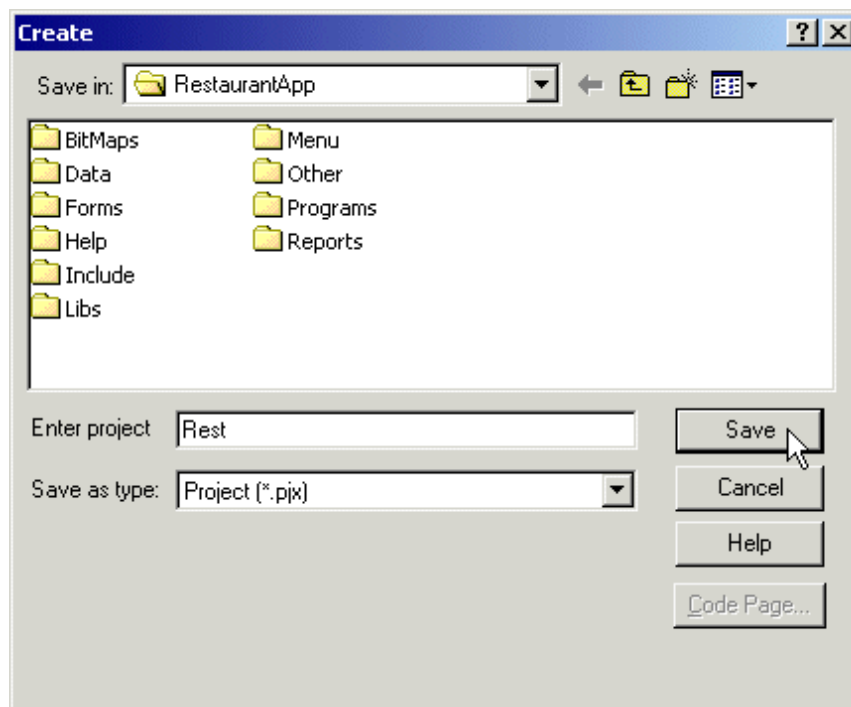 Create
Save in: RestaurantApp
BitMaps
Data
Forms
Help
Include
Libs
Menu
Other
Programs
Reports
Enter project Rest
Save
Save as type: Project (*.pjx)
Cancel
Help
Code Page...